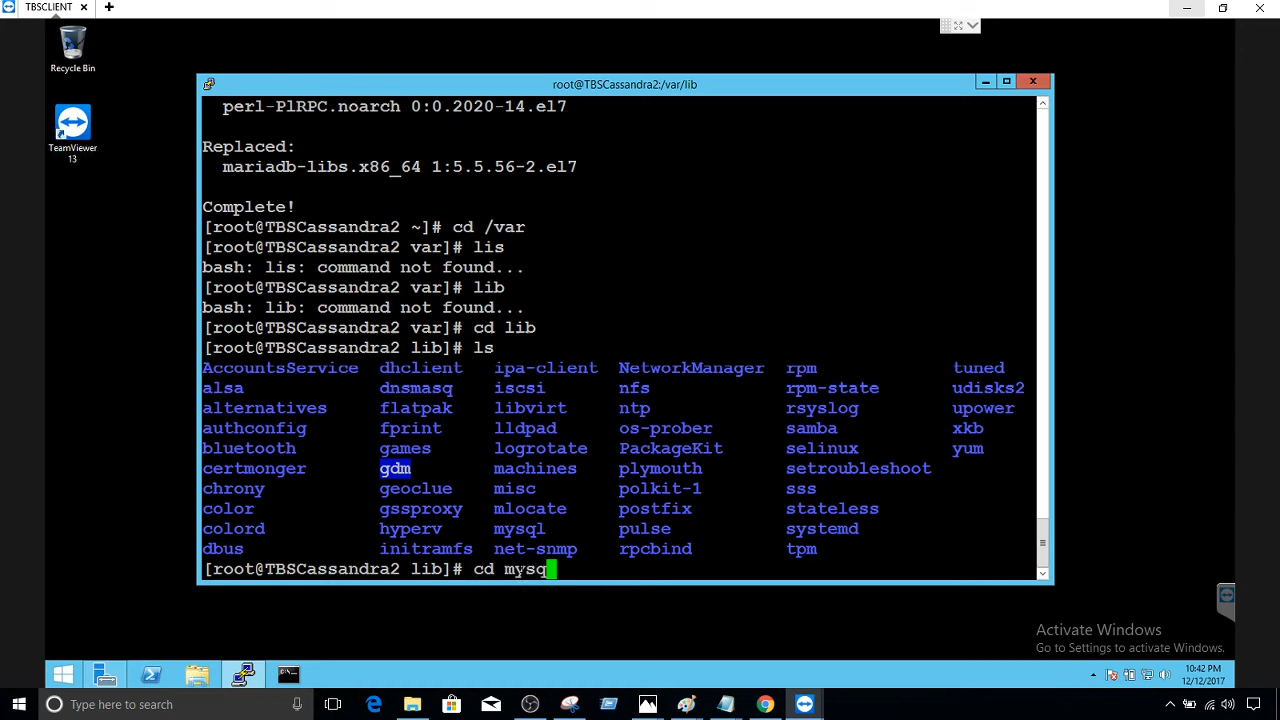 TBSCLIENT
Recycle Bin
TeamViewer
13
root@TBSCassandra2:/var/lib
perl-PlRPC.noarch 0:0.2020-14.el7
Replaced:
mariadb-libs.x86_64 1:5.5.56-2.el7
Complete!
[root@TBSCassandra2 ~]# cd /var
[root@TBSCassandra2 var]# lis
bash: lis: command not found...
[root@TBSCassandra2 var]# lib
bash: lib: command not found...
[root@TBSCassandra2 var]# cd lib
[root@TBSCassandra2 lib]# ls
AccountsService dhclient ipa-client NetworkManager rpm tuned
alsa dnsmasq iscsi nfs rpm-state udisks2
alternatives flatpak libvirt ntp rsyslog upower
authconfig fprint lldpad os-prober samba xkb
bluetooth games logrotate PackageKit selinux yum
certmonger gdm machines plymouth setroubleshoot
chrony geoclue misc polkit-1 sss
color gssproxy mlocate postfix stateless
colord hyperv mysql pulse systemd
dbus initramfs net-snmp rpcbind tpm
[root@TBSCassandra2 lib]# cd mysq
Activate Windows
Go to Settings to activate Windows.
10:42 PM
12/12/2017
Type here to search